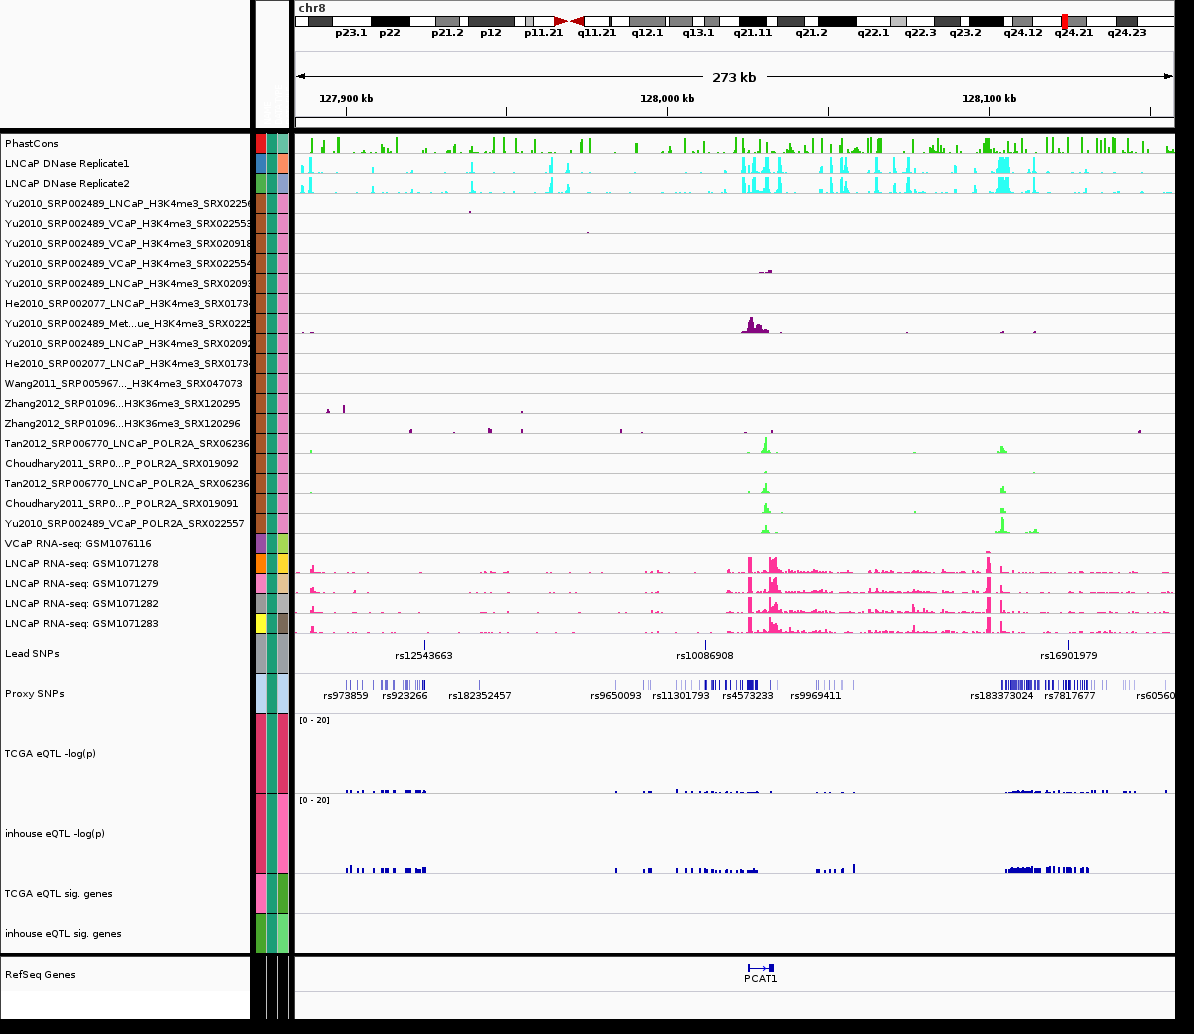 chr8
p23.1 p22 p21.2 p12 p11.21 q11.21 q12.1 q13.1 q21.11 q21.2 q22.1 q22.3 q23.2 q24.12 q24.21 q24.23
273 kb
127,900 kb 128,000 kb 128,100 kb
PhastCons
LNCaP DNase Replicate1
LNCaP DNase Replicate2
Yu2010_SRP002489_LNCaP_H3K4me3_SRX02250
Yu2010_SRP002489_VCaP_H3K4me3_SRX022553
Yu2010_SRP002489_VCaP_H3K4me3_SRX020918
Yu2010_SRP002489_VCaP_H3K4me3_SRX022554
Yu2010_SRP002489_LNCaP_H3K4me3_SRX0209
He2010_SRP002077_LNCaP_H3K4me3_SRX0173
Yu2010_SRP002489_Met...ue_H3K4me3_SRX0225
Yu2010_SRP002489_LNCaP_H3K4me3_SRX0209
He2010_SRP002077_LNCaP_H3K4me3_SRX0173
Wang2011_SRP005967..._H3K4me3_SRX047073
Zhang2012_SRP01096...H3K36me3_SRX120295
Zhang2012_SRP01096...H3K36me3_SRX120296
Tan2012_SRP006770_LNCaP_POLR2A_SRX06236
Choudhary2011_SRP0...P_POLR2A_SRX019092
Tan2012_SRP006770_LNCaP_POLR2A_SRX06236
Choudhary2011_SRP0...P_POLR2A_SRX019091
Yu2010_SRP002489_VCaP_POLR2A_SRX022557
VCaP RNA-seq: GSM1076116
LNCaP RNA-seq: GSM1071278
LNCaP RNA-seq: GSM1071279
LNCaP RNA-seq: GSM1071282
LNCaP RNA-seq: GSM1071283
Lead SNPs
rs12543663 rs10086908 rs16901979
Proxy SNPs
rs973859 rs923266 rs182352457 rs9650093 rs11301793 rs4573233 rs9969411 rs183373024 rs7817677 rs6056
[0 - 20]
TCGA eQTL -log(p)
[0 - 20]
inhouse eQTL -log(p)
TCGA eQTL sig. genes
inhouse eQTL sig. genes
RefSeq Genes
PCAT1